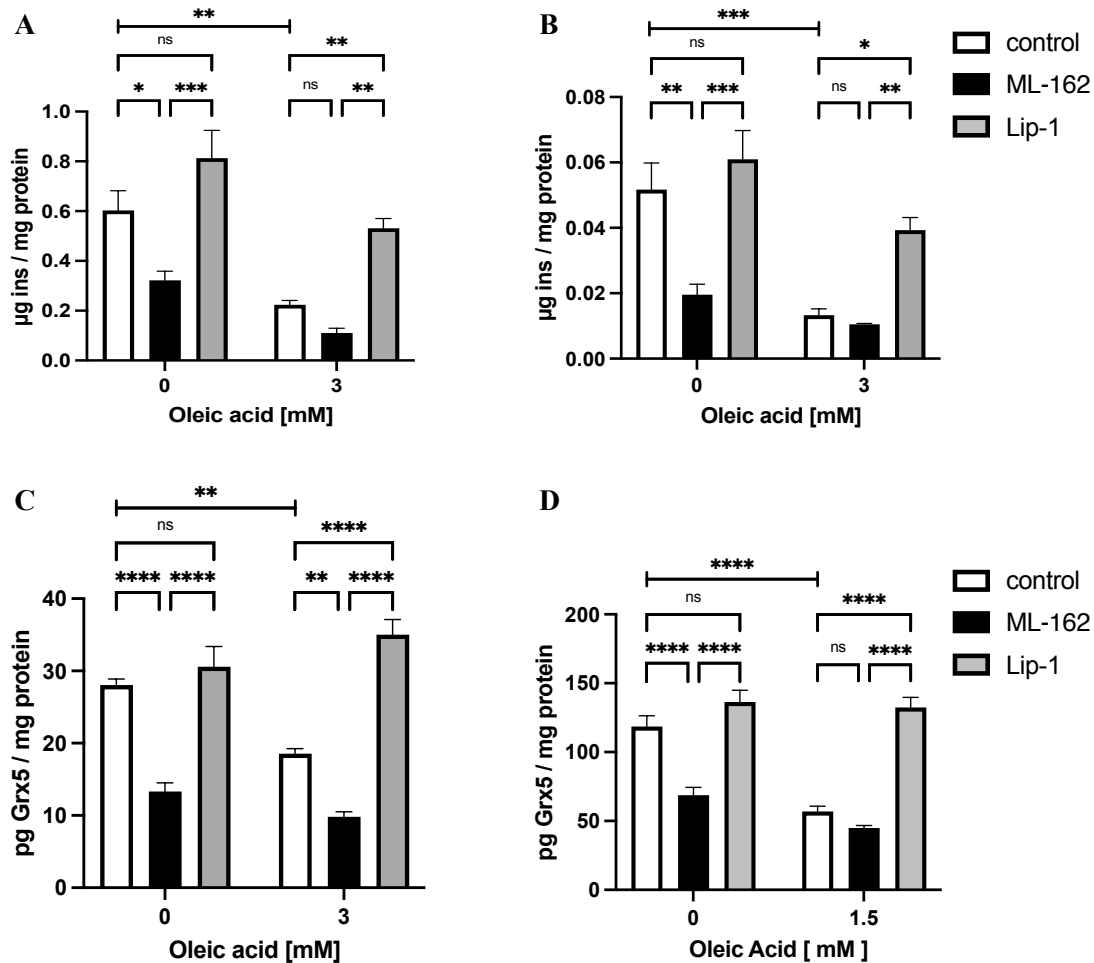 A
**
ns
**
*
***
ns
**
1.0
0.8
0.6
0.4
0.2
0.0
µg ins / mg protein
0
3
Oleic acid [mM]
B
***
ns
*
**
***
ns
**
0.08
0.06
0.04
0.02
0.00
µg ins / mg protein
0
3
Oleic acid [mM]
control
ML-162
Lip-1
C
**
ns
****
****
****
**
****
40
30
20
10
0
pg Grx5 / mg protein
0
3
Oleic acid [mM]
D
****
ns
****
****
****
ns
****
200
150
100
50
0
pg Grx5 / mg protein
0
1.5
Oleic Acid [ mM ]
control
ML-162
Lip-1